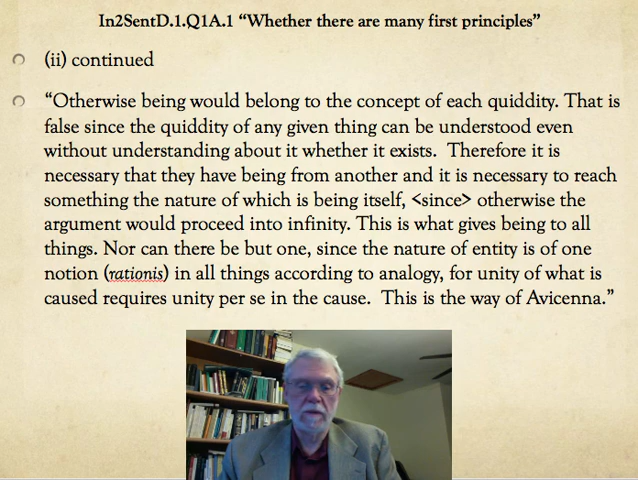 In2SentD.1.Q1A.1 “Whether there are many first principles”
(ii) continued
“Otherwise being would belong to the concept of each quiddity. That is
false since the quiddity of any given thing can be understood even
without understanding about it whether it exists.  Therefore it is
necessary that they have being from another and it is necessary to reach
something the nature of which is being itself, <since> otherwise the
argument would proceed into infinity. This is what gives being to all
things. Nor can there be but one, since the nature of entity is of one
notion (rationis) in all things according to analogy, for unity of what is
caused requires unity per se in the cause.  This is the way of Avicenna.”